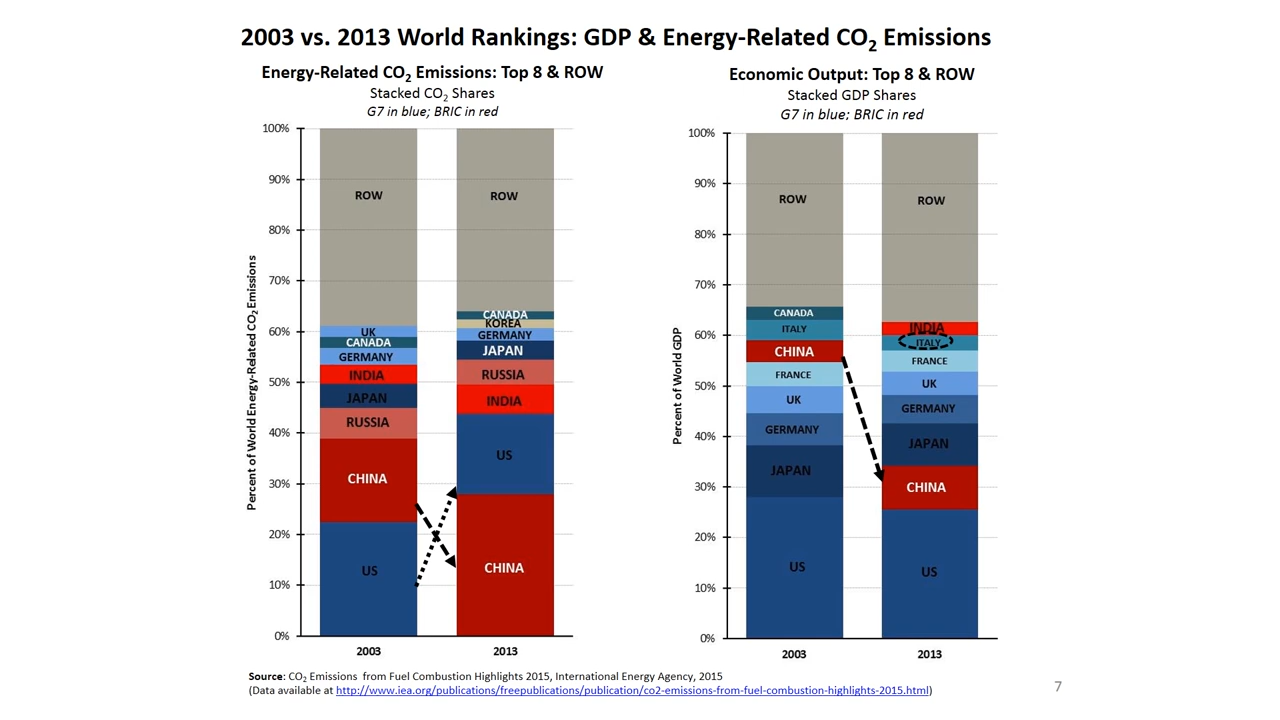 2003 vs. 2013 World Rankings: GDP & Energy-Related CO2 Emissions
Energy-Related CO2 Emissions: Top 8 & ROW
Stacked CO2 Shares
G7 in blue; BRIC in red
Percent of World Energy-Related CO2 Emissions
100%
90%
80%
70%
60%
50%
40%
30%
20%
10%
0%
ROW
UK
CANADA
GERMANY
INDIA
JAPAN
RUSSIA
CHINA
US
2003
ROW
CANADA
KOREA
GERMANY
JAPAN
RUSSIA
INDIA
US
CHINA
2013
Economic Output: Top 8 & ROW
Stacked GDP Shares
G7 in blue; BRIC in red
Percent of World GDP
100%
90%
80%
70%
60%
50%
40%
30%
20%
10%
0%
ROW
CANADA
ITALY
CHINA
FRANCE
UK
GERMANY
JAPAN
US
2003
ROW
INDIA
ITALY
FRANCE
UK
GERMANY
JAPAN
CHINA
US
2013
Source: CO2 Emissions from Fuel Combustion Highlights 2015, International Energy Agency, 2015
(Data available at http://www.iea.org/publications/freepublications/publication/co2-emissions-from-fuel-combustion-highlights-2015.html)
7